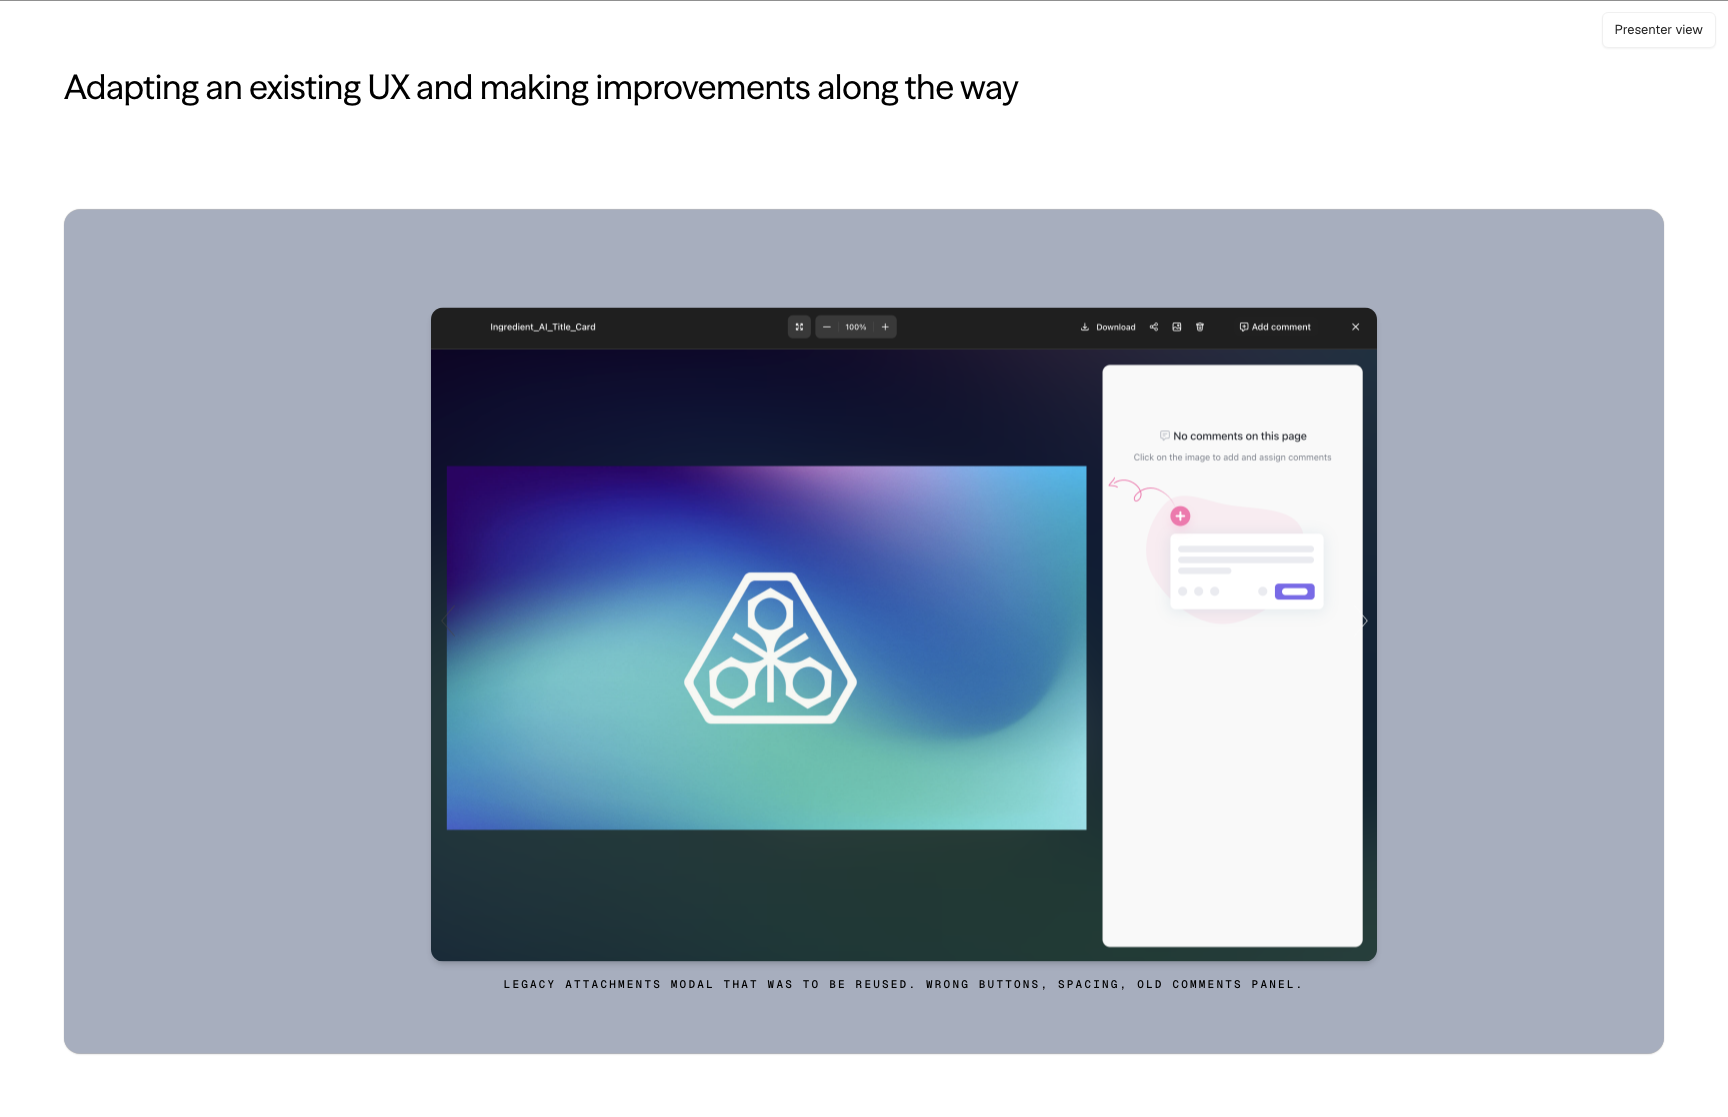 Presenter view
Adapting an existing UX and making improvements along the way
Ingredient_AI_Title_Card
100%
Download
Add comment
No comments on this page
Click on the image to add and assign comments
LEGACY ATTACHMENTS MODAL THAT WAS TO BE REUSED. WRONG BUTTONS, SPACING, OLD COMMENTS PANEL.